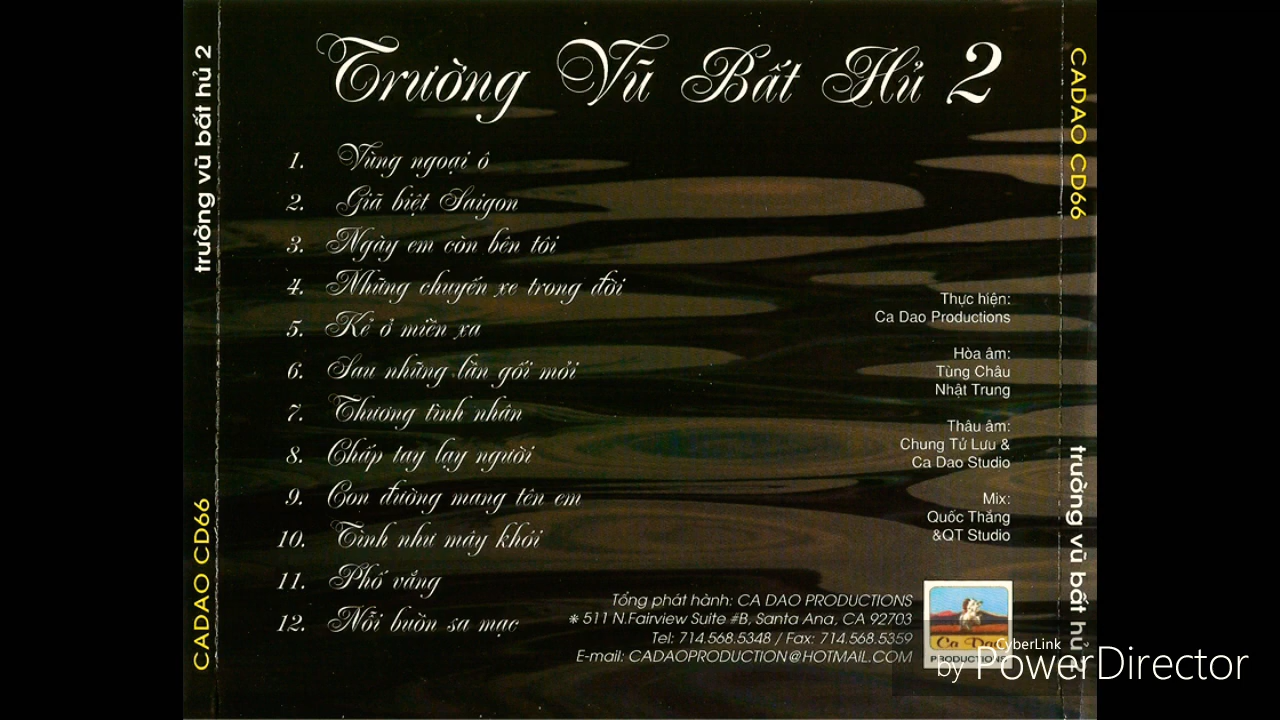 Trường Vũ Bất Hủ 2
trường vũ bất hủ 2
CADAO CD66
1. Vùng ngoại ô
2. Giã biệt Saigon
3. Ngày em còn bên tôi
4. Những chuyến xe trong đời
5. Kẻ ở miền xa
6. Sau những lần gối mỏi
7. Thương tình nhân
8. Chắp tay lạy người
9. Con đường mang tên em
10. Tình như mây khói
11. Phố vắng
12. Nỗi buồn sa mạc
Thực hiện:
Ca Dao Productions
Hòa âm:
Tùng Châu
Nhật Trung
Thâu âm:
Chung Tử Lưu &
Ca Dao Studio
Mix:
Quốc Thắng
&QT Studio
Tổng phát hành: CA DAO PRODUCTIONS
* 511 N.Fairview Suite #B, Santa Ana, CA 92703
Tel: 714.568.5348 / Fax: 714.568.5359
E-mail: CADAOPRODUCTION@HOTMAIL.COM
Ca Dao
PRODUCTIONS
CADAO CD66
trường vũ bất hủ 2
CyberLink
by PowerDirector